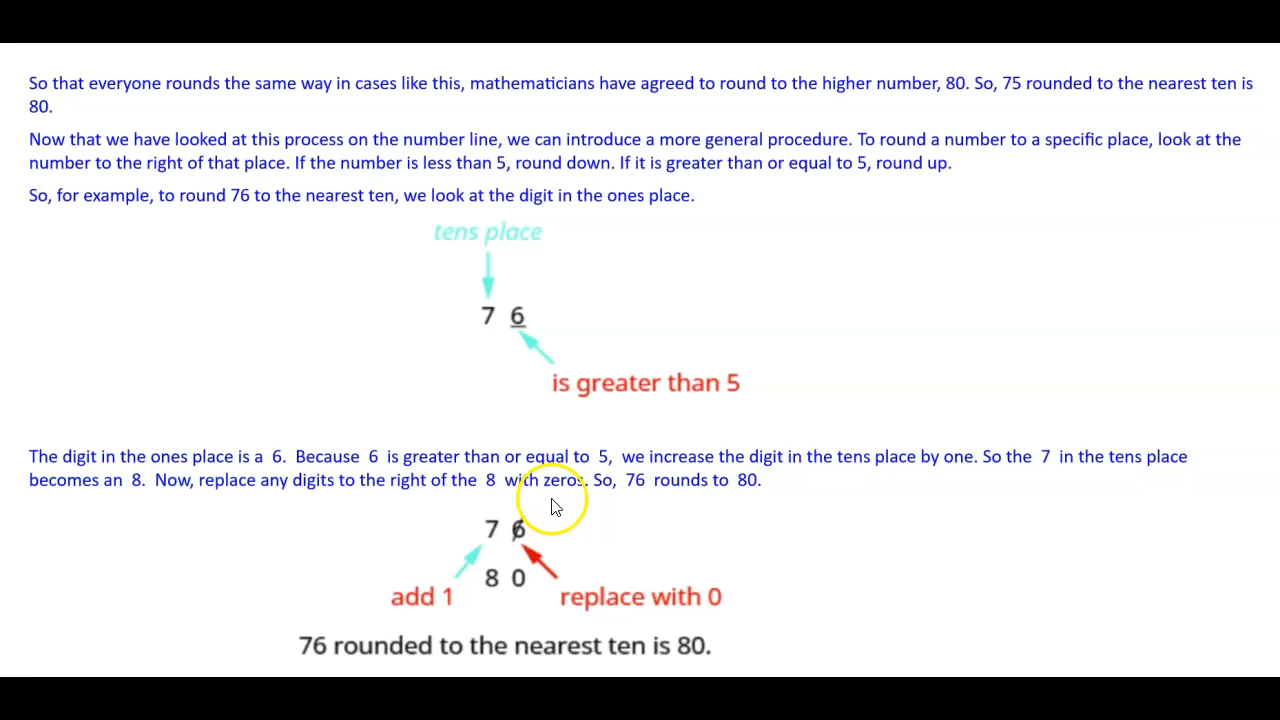 So that everyone rounds the same way in cases like this, mathematicians have agreed to round to the higher number, 80. So, 75 rounded to the nearest ten is
80.
Now that we have looked at this process on the number line, we can introduce a more general procedure. To round a number to a specific place, look at the
number to the right of that place. If the number is less than 5, round down. If it is greater than or equal to 5, round up.
So, for example, to round 76 to the nearest ten, we look at the digit in the ones place.
tens place
7 6
is greater than 5
The digit in the ones place is a 6. Because 6 is greater than or equal to 5, we increase the digit in the tens place by one. So the 7 in the tens place
becomes an 8. Now, replace any digits to the right of the 8 with zeros. So, 76 rounds to 80.
7 6
8 0
add 1 replace with 0
76 rounded to the nearest ten is 80.